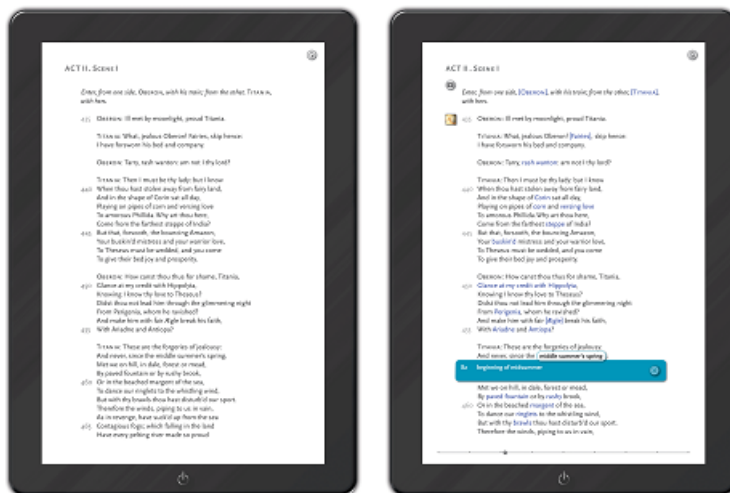 ACT II. SCENE I
Enter, from one side, OBERON, with his train; from the other, TITANIA,
with hers.
435 OBERON: Ill met by moonlight, proud Titania.
TITANIA: What, jealous Oberon! Fairies, skip hence:
I have forsworn his bed and company.
OBERON: Tarry, rash wanton: am not I thy lord?
TITANIA: Then I must be thy lady: but I know
440 When thou hast stolen away from fairy land,
And in the shape of Corin sat all day,
Playing on pipes of corn and versing love
To amorous Phillida. Why art thou here,
Come from the farthest steppe of India?
445 But that, forsooth, the bouncing Amazon,
Your buskin'd mistress and your warrior love,
To Theseus must be wedded, and you come
To give their bed joy and prosperity.
OBERON: How canst thou thus for shame, Titania,
450 Glance at my credit with Hippolyta,
Knowing I know thy love to Theseus?
Didst thou not lead him through the glimmering night
From Perigenia, whom he ravished?
And make him with fair Ægle break his faith,
455 With Ariadne and Antiopa?
TITANIA: These are the forgeries of jealousy:
And never, since the middle summer's spring,
Met we on hill, in dale, forest or mead,
By paved fountain or by rushy brook,
460 Or in the beached margent of the sea,
To dance our ringlets to the whistling wind,
But with thy brawls thou hast disturb'd our sport.
Therefore the winds, piping to us in vain,
As in revenge, have suck'd up from the sea
465 Contagious fogs; which falling in the land
Have every pelting river made so proud
ACT II. SCENE I
Enter, from one side, [OBERON], with his train; from the other, [TITANIA],
with hers.
435 OBERON: Ill met by moonlight, proud Titania.
TITANIA: What, jealous Oberon! [Fairies], skip hence:
I have forsworn his bed and company.
OBERON: Tarry, rash wanton: am not I thy lord?
TITANIA: Then I must be thy lady: but I know
440 When thou hast stolen away from fairy land,
And in the shape of Corin sat all day,
Playing on pipes of corn and versing love
To amorous Phillida. Why art thou here,
Come from the farthest steppe of India?
445 But that, forsooth, the bouncing Amazon,
Your buskin'd mistress and your warrior love,
To Theseus must be wedded, and you come
To give their bed joy and prosperity.
OBERON: How canst thou thus for shame, Titania,
450 Glance at my credit with Hippolyta,
Knowing I know thy love to Theseus?
Didst thou not lead him through the glimmering night
From Perigenia, whom he ravished?
And make him with fair [Ægle] break his faith,
455 With Ariadne and Antiopa?
TITANIA: These are the forgeries of jealousy:
And never, since the middle summer's spring
beginning of midsummer
Met we on hill, in dale, forest or mead,
By paved fountain or by rushy brook,
460 Or in the beached margent of the sea,
To dance our ringlets to the whistling wind,
But with thy brawls thou hast disturb'd our sport.
Therefore the winds, piping to us in vain,